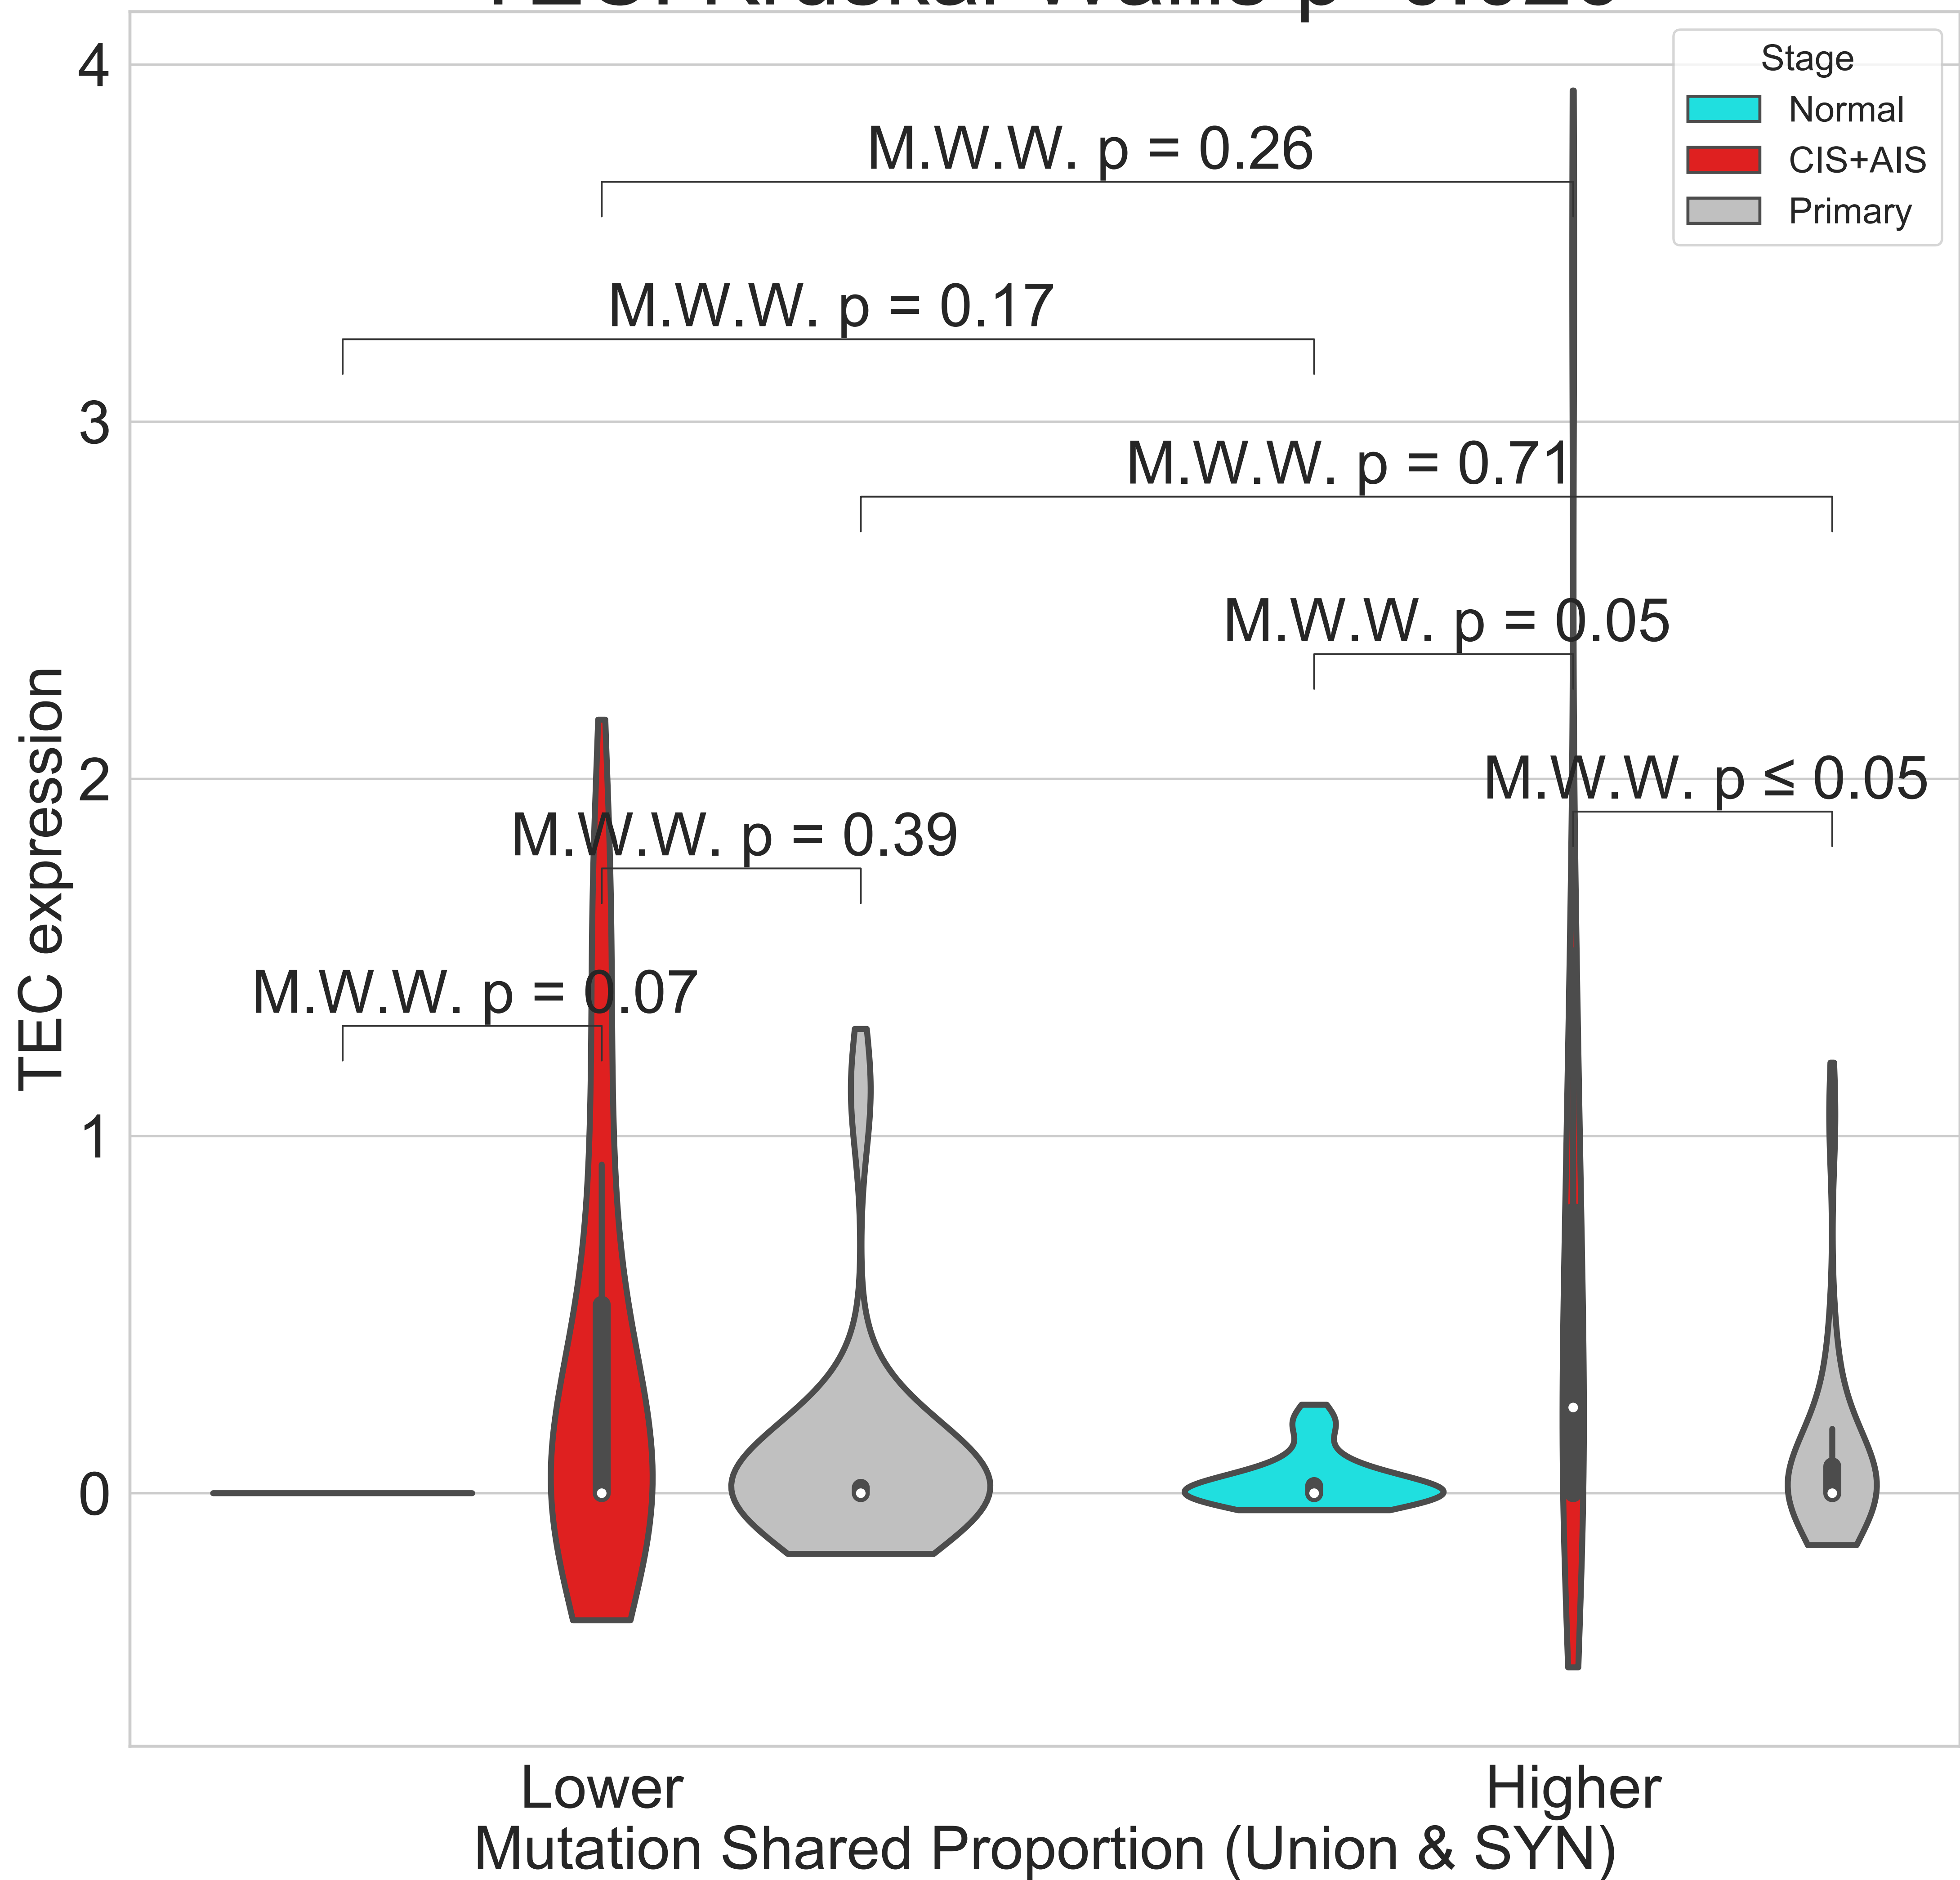 4
3
2
1
0
TEC expression
Stage
Normal
CIS+AIS
Primary
M.W.W. p = 0.26
M.W.W. p = 0.17
M.W.W. p = 0.71
M.W.W. p = 0.05
M.W.W. p ≤ 0.05
M.W.W. p = 0.39
M.W.W. p = 0.07
Lower
Higher
Mutation Shared Proportion (Union & SYN)